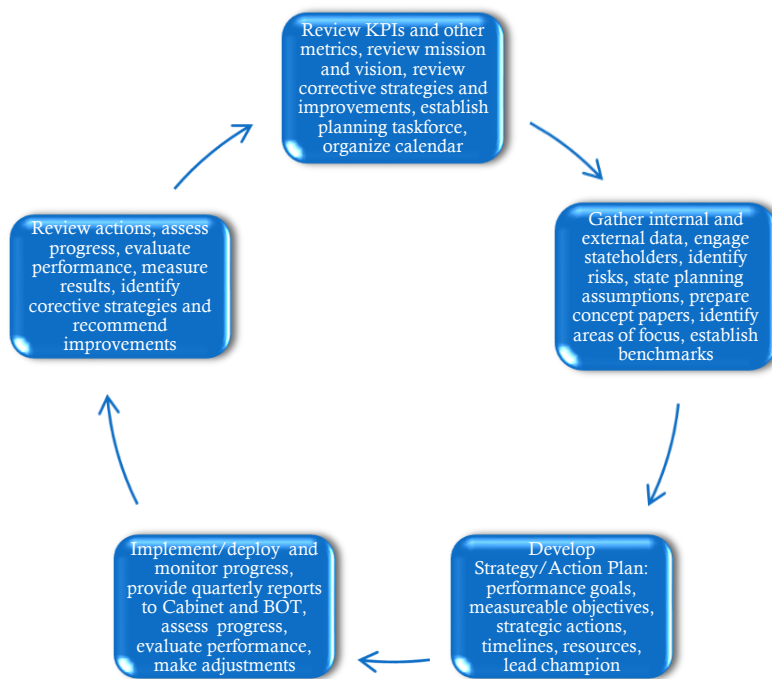 Review KPIs and other
metrics, review mission
and vision, review
corrective strategies and
improvements, establish
planning taskforce,
organize calendar
Gather internal and
external data, engage
stateholders, identify
risks, state planning
assumptions, prepare
concept papers, identify
areas of focus, establish
benchmarks
Develop
Strategy/Action Plan:
performance goals,
measureable objectives,
strategic actions,
timelines, resources,
lead champion
Implement/deploy and
monitor progress,
provide quarterly reports
to Cabinet and BOT,
assess progress,
evaluate performance,
make adjustments
Review actions, assess
progress, evaluate
performance, measure
results, identify
corective strategies and
recommend
improvements